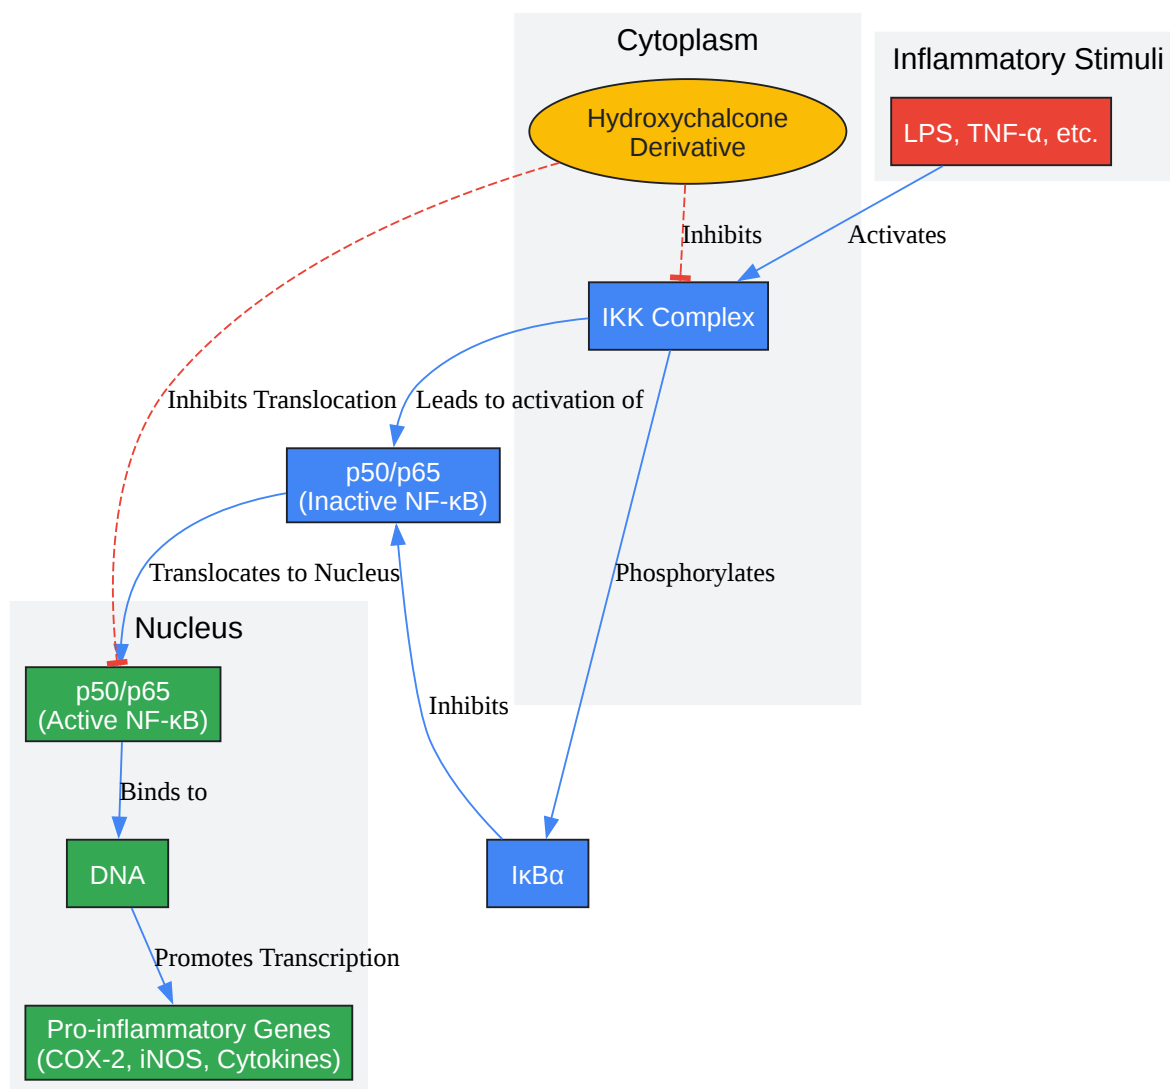 Cytoplasm
Inflammatory Stimuli
Hydroxychalcone
Derivative
LPS, TNF-α, etc.
Inhibits
Activates
IKK Complex
Inhibits Translocation
Leads to activation of
p50/p65
(Inactive NF-κB)
Translocates to Nucleus
Phosphorylates
Nucleus
p50/p65
(Active NF-κB)
Inhibits
Binds to
DNA
IκBα
Promotes Transcription
Pro-inflammatory Genes
(COX-2, iNOS, Cytokines)